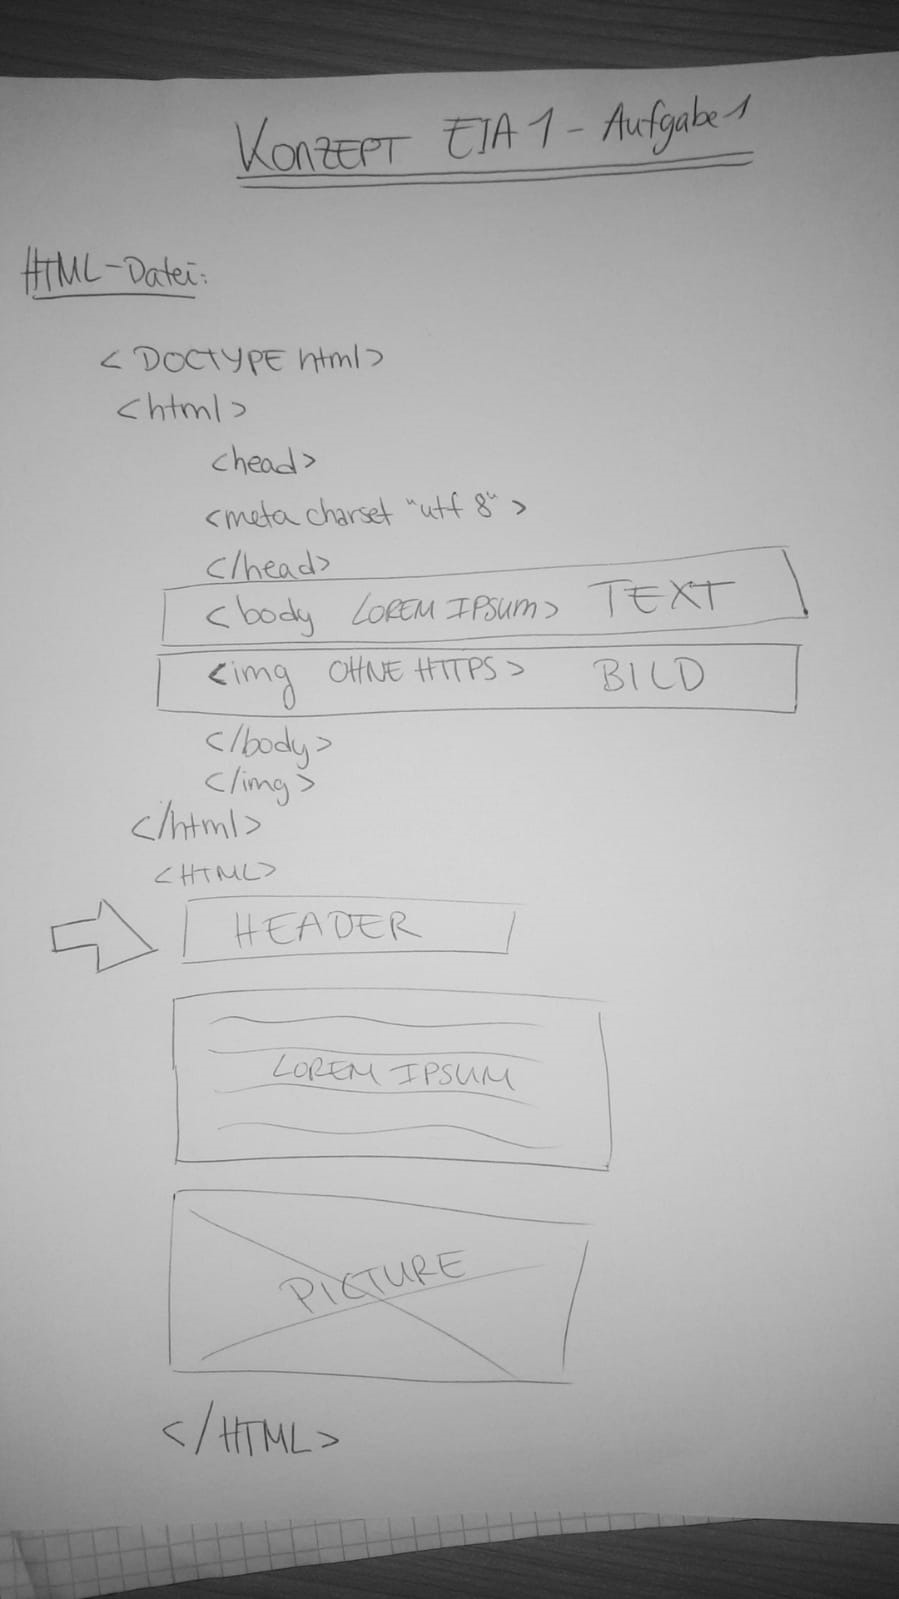 KONZEPT EIA 1 - Aufgabe 1
HTML-Datei:
< DOCTYPE html>
<html>
<head>
<meta charset "utf 8" >
</head>
<body LOREM IPSUM> TEXT
<img OHNE HTTPS> BILD
</body>
</img>
</html>
<HTML>
HEADER
LOREM IPSUM
PICTURE
</HTML>